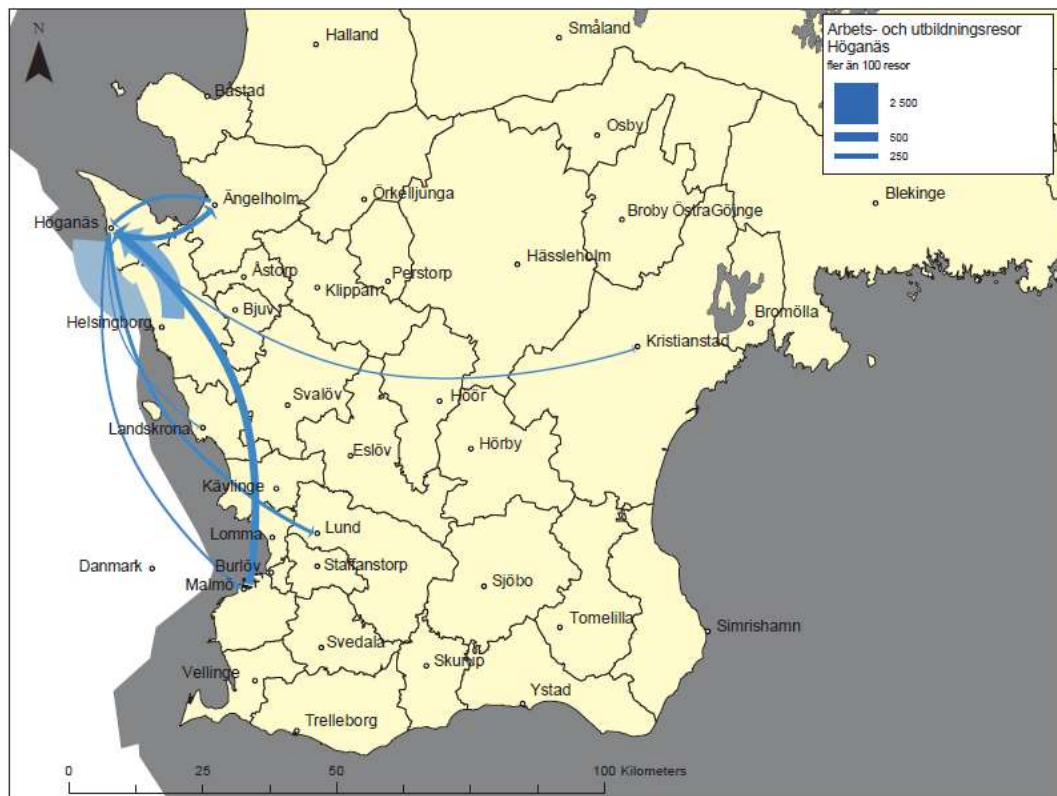 N
Halland
Småland
Arbets- och utbildningsresor
Höganäs
fler än 100 resor
2 500
500
250
Båstad
Osby
Ängelholm
Örkelljunga
Blekinge
Broby ÖstraGöinge
Höganäs
Hässleholm
Åstorp
Perstorp
Klippan
Bjuv
Bromölla
Helsingborg
Kristianstad
Svalöv
Höör
Landskrona
Hörby
Eslöv
Kävlinge
Lund
Lomma
Danmark
Burlöv
Staffanstorp
Malmö
Sjöbo
Tomelilla
Simrishamn
Svedala
Skurup
Vellinge
Ystad
Trelleborg
0 25 50 100 Kilometers